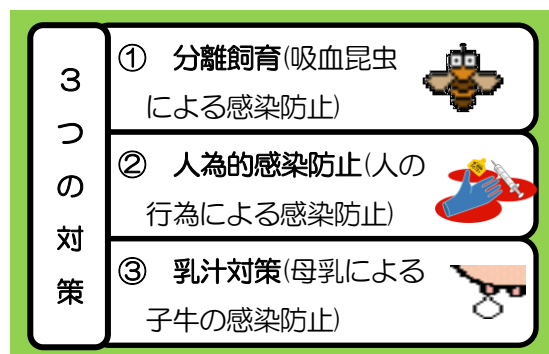 3つの対策
① 分離飼育(吸血昆虫
による感染防止)
② 人為的感染防止(人の
行為による感染防止)
③ 乳汁対策(母乳による
子牛の感染防止)